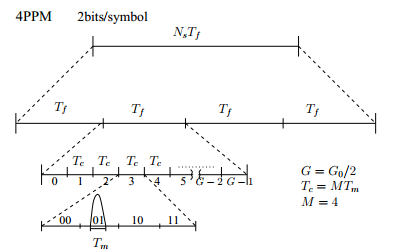 4PPM 2bits/symbol
N_sT_f
T_f T_f T_f T_f
T_c T_c T_c T_c
0 1 2 3 4 5 G − 2 G − 1
G = G_0/2
T_c = MT_m
M = 4
00 01 10 11
T_m